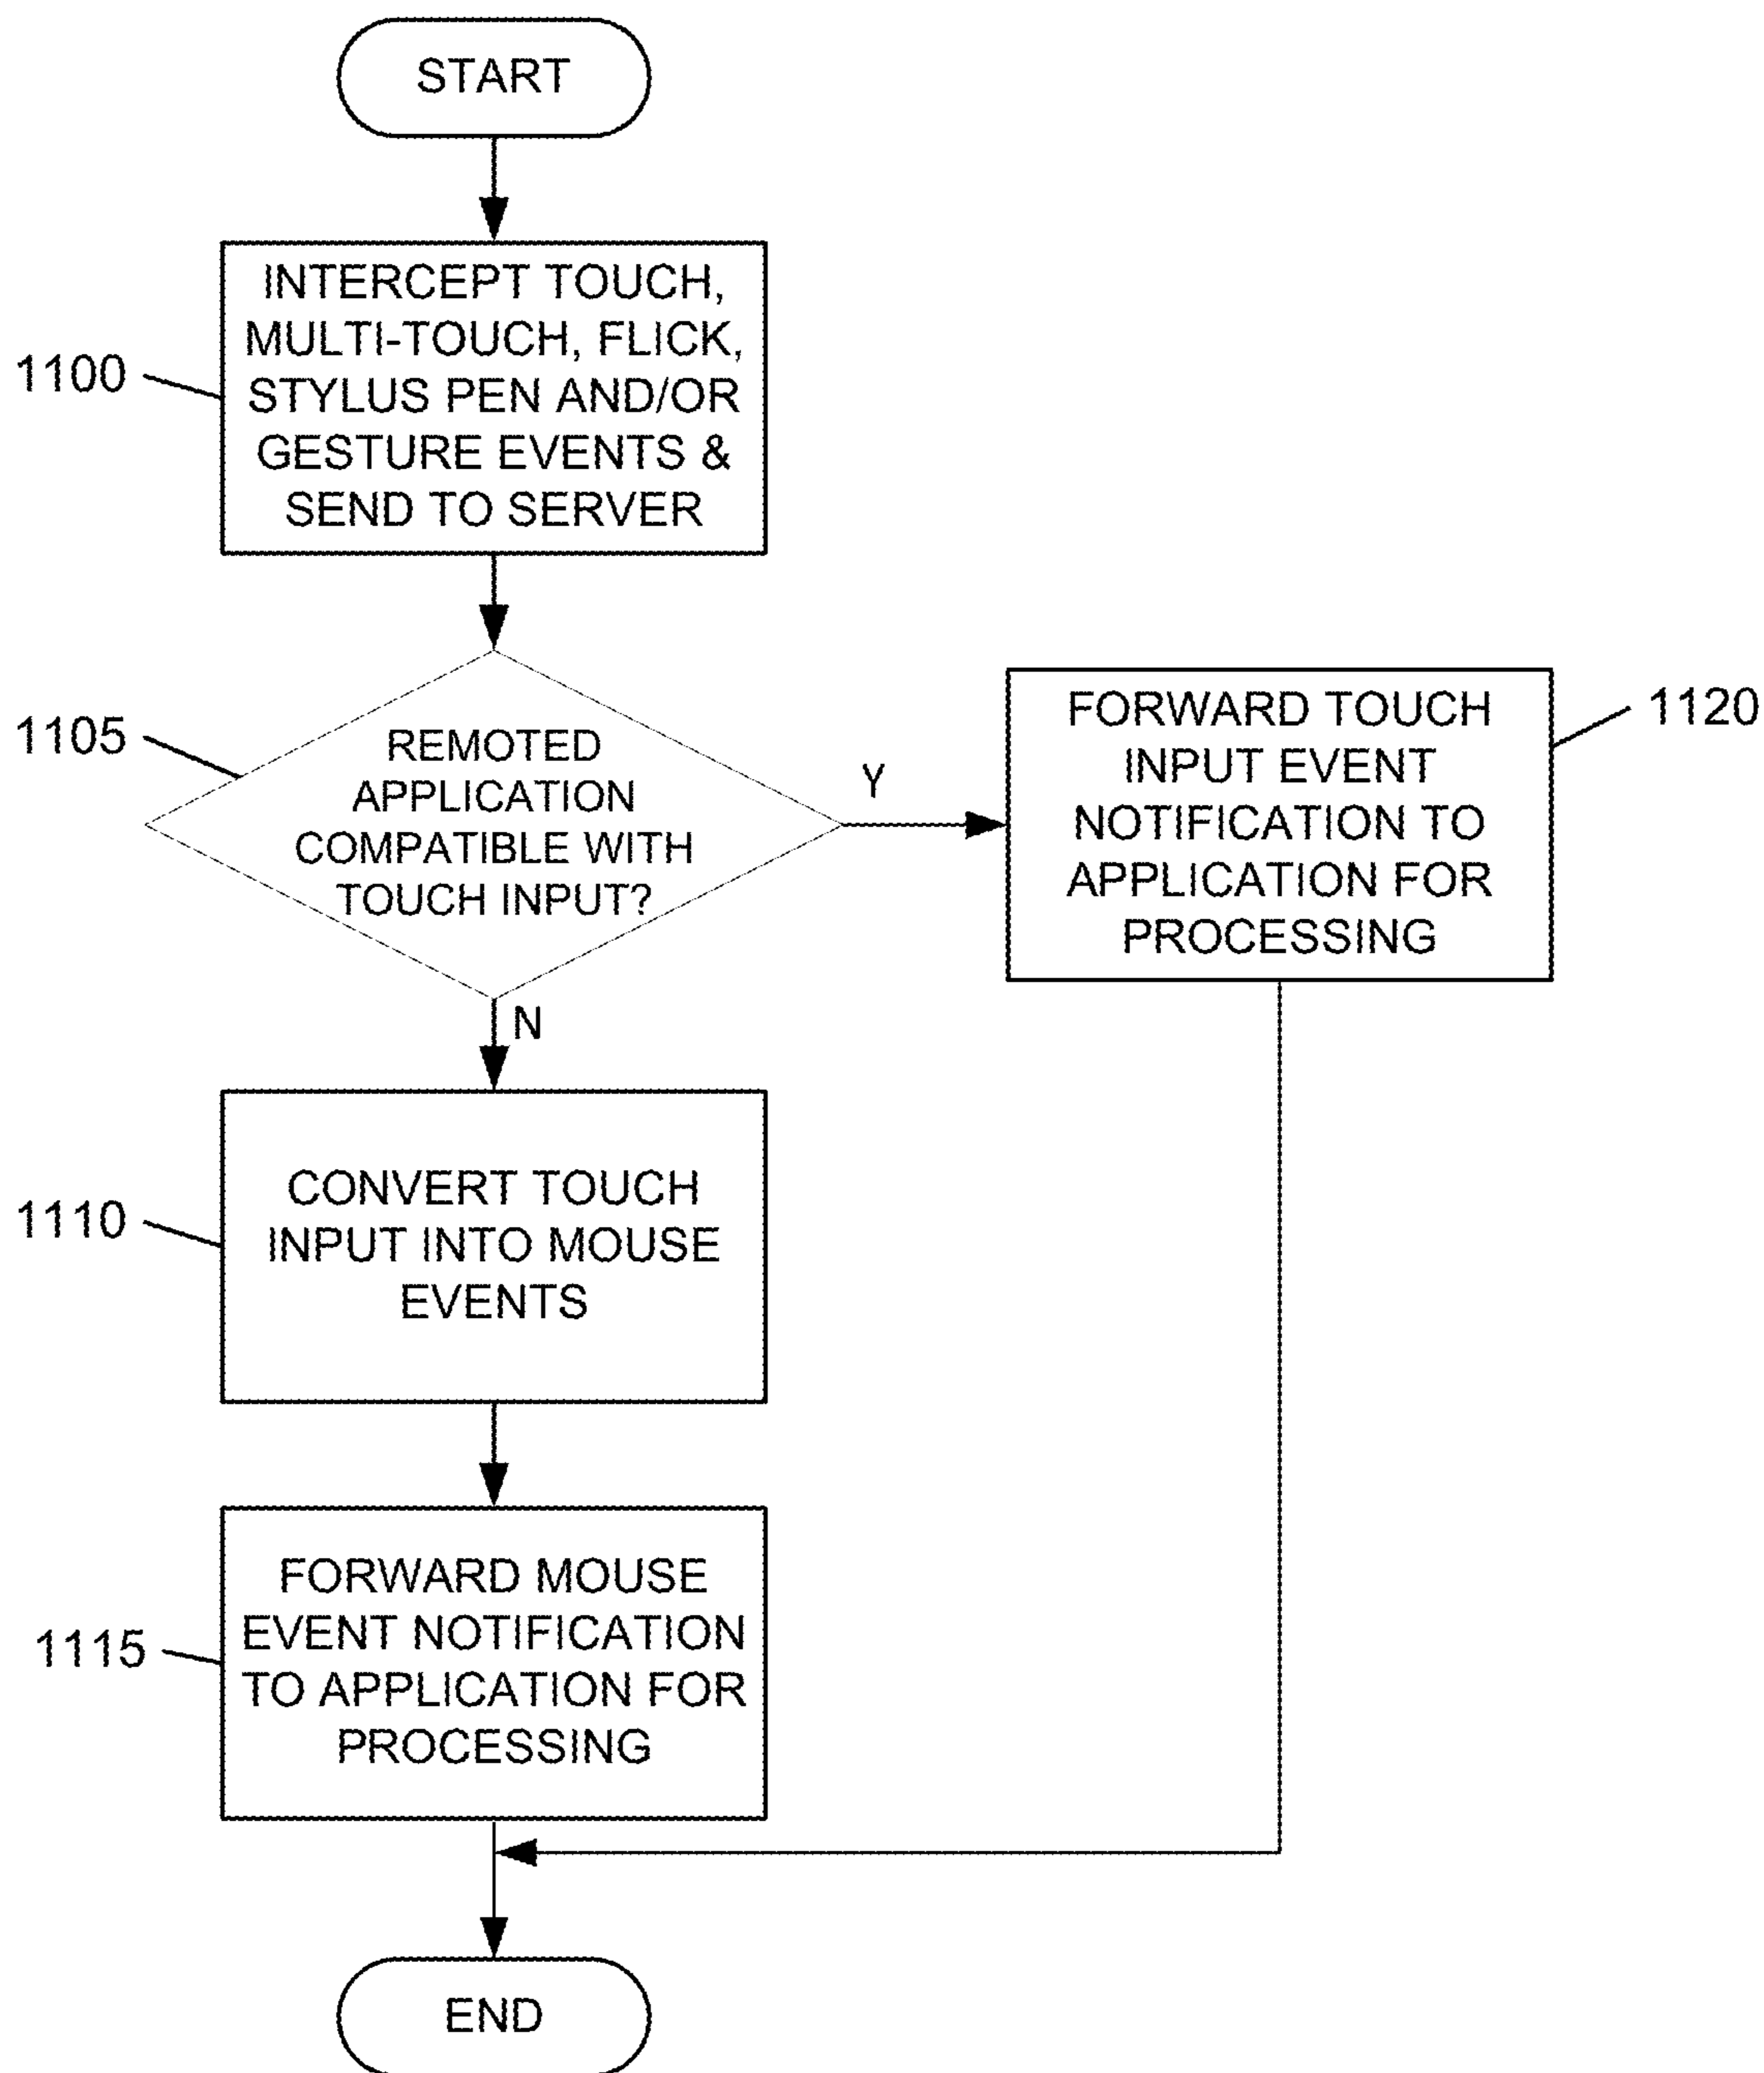 START
INTERCEPT TOUCH,
MULTI-TOUCH, FLICK,
STYLUS PEN AND/OR
GESTURE EVENTS &
SEND TO SERVER
1100
REMOTED
APPLICATION
COMPATIBLE WITH
TOUCH INPUT?
1105
Y
FORWARD TOUCH
INPUT EVENT
NOTIFICATION TO
APPLICATION FOR
PROCESSING
1120
N
CONVERT TOUCH
INPUT INTO MOUSE
EVENTS
1110
FORWARD MOUSE
EVENT NOTIFICATION
TO APPLICATION FOR
PROCESSING
1115
END